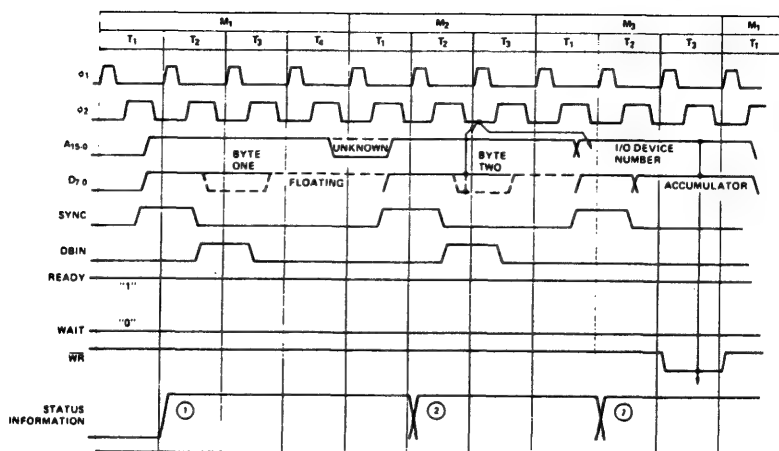 M1 M2 M3 M1
T1 T2 T3 T4 T1 T2 T3 T1 T2 T3 T1
φ1
φ2
A15-0 UNKNOWN
BYTE ONE
BYTE TWO
I/O DEVICE NUMBER
D7-0 FLOATING ACCUMULATOR
SYNC
DBIN
READY
"1"
WAIT "0"
WR
STATUS INFORMATION
1 2 7